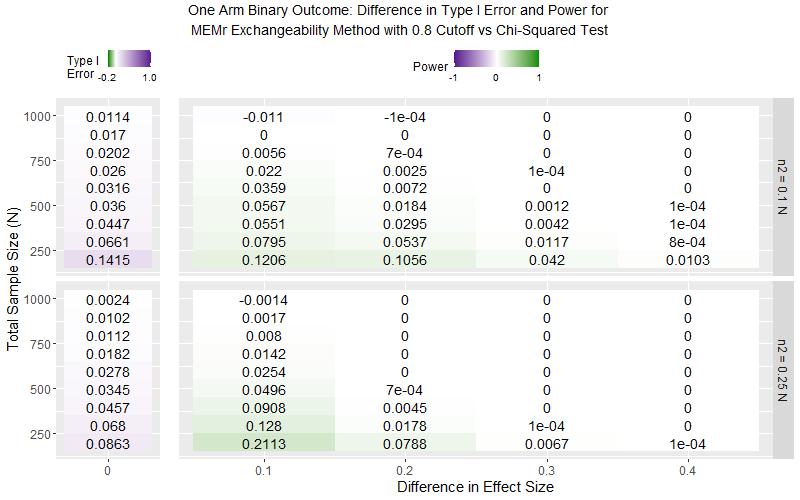 One Arm Binary Outcome: Difference in Type I Error and Power for
MEMr Exchangeability Method with 0.8 Cutoff vs Chi-Squared Test
Type I
Error -0.2 1.0
Power -1 0 1
Total Sample Size (N)
1000 0.0114 -0.011 -1e-04 0 0
0.017 0 0 0 0
0.0202 0.0056 7e-04 0 0
750 0.026 0.022 0.0025 1e-04 0
0.0316 0.0359 0.0072 0 0
500 0.036 0.0567 0.0184 0.0012 1e-04
0.0447 0.0551 0.0295 0.0042 1e-04
0.0661 0.0795 0.0537 0.0117 8e-04
250 0.1415 0.1206 0.1056 0.042 0.0103
n2 = 0.1 N
1000 0.0024 -0.0014 0 0 0
0.0102 0.0017 0 0 0
0.0112 0.008 0 0 0
750 0.0182 0.0142 0 0 0
0.0278 0.0254 0 0 0
500 0.0345 0.0496 7e-04 0 0
0.0457 0.0908 0.0045 0 0
0.068 0.128 0.0178 1e-04 0
250 0.0863 0.2113 0.0788 0.0067 1e-04
n2 = 0.25 N
0 0.1 0.2 0.3 0.4
Difference in Effect Size